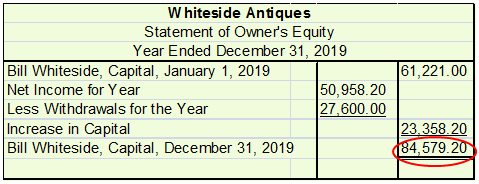 Whiteside Antiques
Statement of Owner's Equity
Year Ended December 31, 2019
Bill Whiteside, Capital, January 1, 2019 61,221.00
Net Income for Year 50,958.20
Less Withdrawals for the Year 27,600.00
Increase in Capital 23,358.20
Bill Whiteside, Capital, December 31, 2019 84,579.20